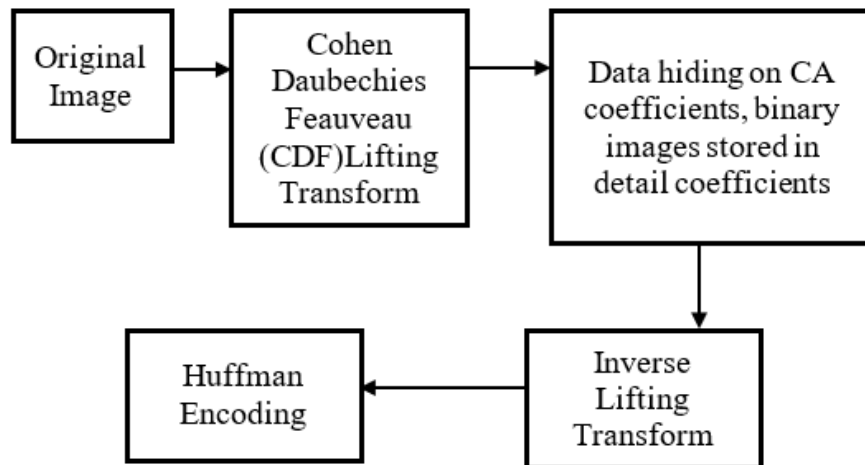 Original
Image
Cohen
Daubechies
Feauveau
(CDF)Lifting
Transform
Data hiding on CA
coefficients, binary
images stored in
detail coefficients
Inverse
Lifting
Transform
Huffman
Encoding